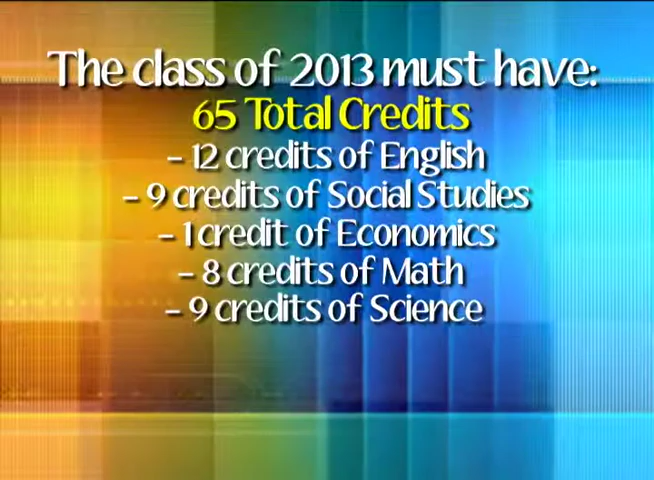 The class of 2013 must have:
65 Total Credits
- 12 credits of English
- 9 credits of Social Studies
- 1 credit of Economics
- 8 credits of Math
- 9 credits of Science